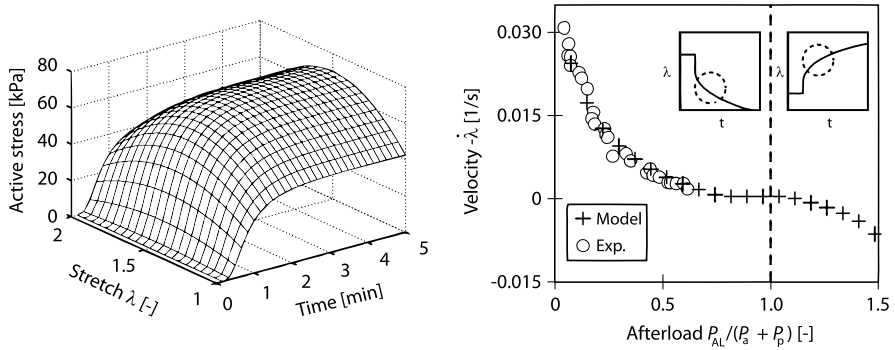 Active stress [kPa]
80
60
40
20
0
2
1.5
1
Stretch λ [-]
0
1
2
3
4
5
Time [min]
Velocity -λ̇ [1/s]
0.030
0.015
0
-0.015
λ
t
λ
t
Model
Exp.
0
0.5
1.0
1.5
Afterload P_AL/(P_a + P_p) [-]